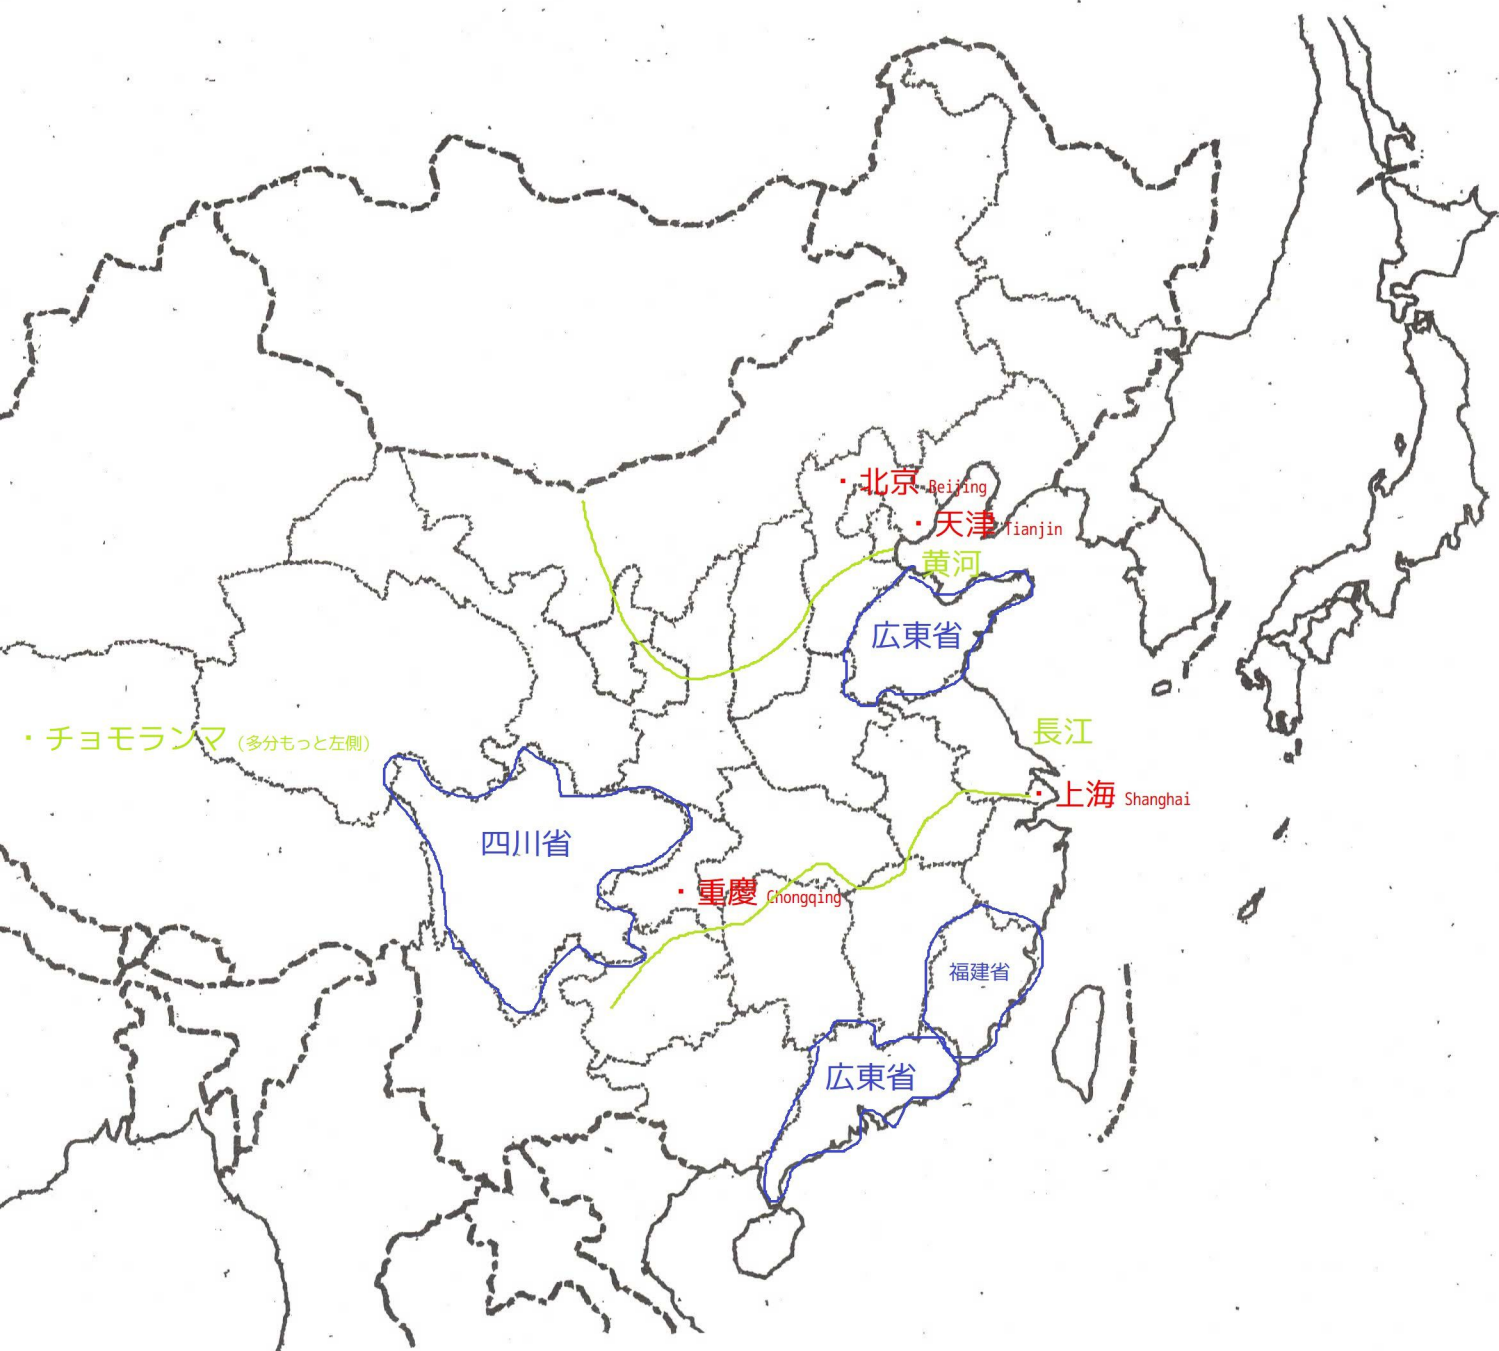 ・北京 Beijing
・天津 Tianjin
黄河
広東省
長江
・チョモランマ (多分もっと左側)
・上海 Shanghai
四川省
・重慶 Chongqing
福建省
広東省